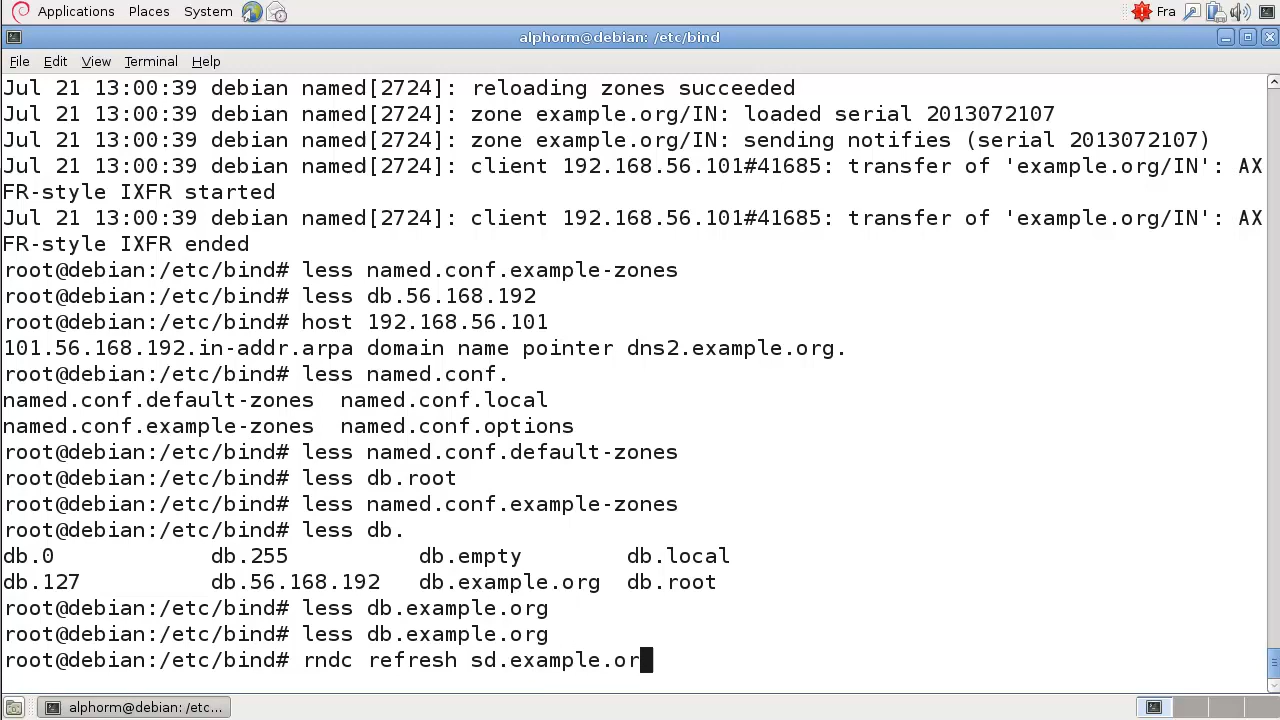 Applications Places System Fra
alphorm@debian: /etc/bind
File Edit View Terminal Help
Jul 21 13:00:39 debian named[2724]: reloading zones succeeded
Jul 21 13:00:39 debian named[2724]: zone example.org/IN: loaded serial 2013072107
Jul 21 13:00:39 debian named[2724]: zone example.org/IN: sending notifies (serial 2013072107)
Jul 21 13:00:39 debian named[2724]: client 192.168.56.101#41685: transfer of 'example.org/IN': AX
FR-style IXFR started
Jul 21 13:00:39 debian named[2724]: client 192.168.56.101#41685: transfer of 'example.org/IN': AX
FR-style IXFR ended
root@debian:/etc/bind# less named.conf.example-zones
root@debian:/etc/bind# less db.56.168.192
root@debian:/etc/bind# host 192.168.56.101
101.56.168.192.in-addr.arpa domain name pointer dns2.example.org.
root@debian:/etc/bind# less named.conf.
named.conf.default-zones named.conf.local
named.conf.example-zones named.conf.options
root@debian:/etc/bind# less named.conf.default-zones
root@debian:/etc/bind# less db.root
root@debian:/etc/bind# less named.conf.example-zones
root@debian:/etc/bind# less db.
db.0 db.255 db.empty db.local
db.127 db.56.168.192 db.example.org db.root
root@debian:/etc/bind# less db.example.org
root@debian:/etc/bind# less db.example.org
root@debian:/etc/bind# rndc refresh sd.example.or
alphorm@debian: /etc...